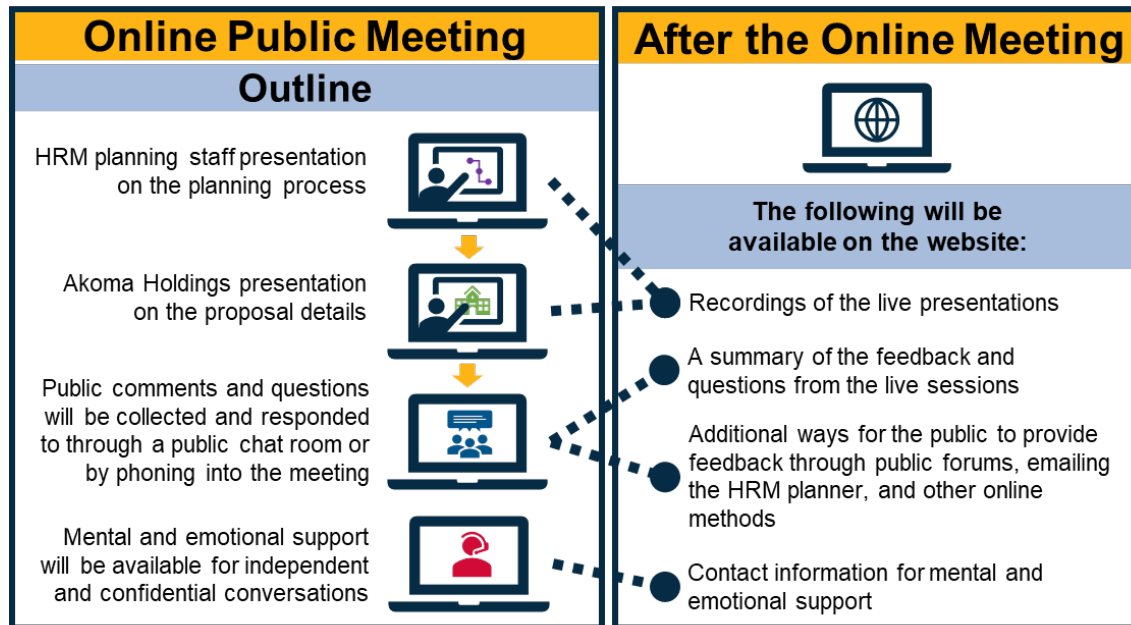 Online Public Meeting
Outline
HRM planning staff presentation
on the planning process
Akoma Holdings presentation
on the proposal details
Public comments and questions
will be collected and responded
to through a public chat room or
by phoning into the meeting
Mental and emotional support
will be available for independent
and confidential conversations
After the Online Meeting
The following will be
available on the website:
Recordings of the live presentations
A summary of the feedback and
questions from the live sessions
Additional ways for the public to provide
feedback through public forums, emailing
the HRM planner, and other online
methods
Contact information for mental and
emotional support